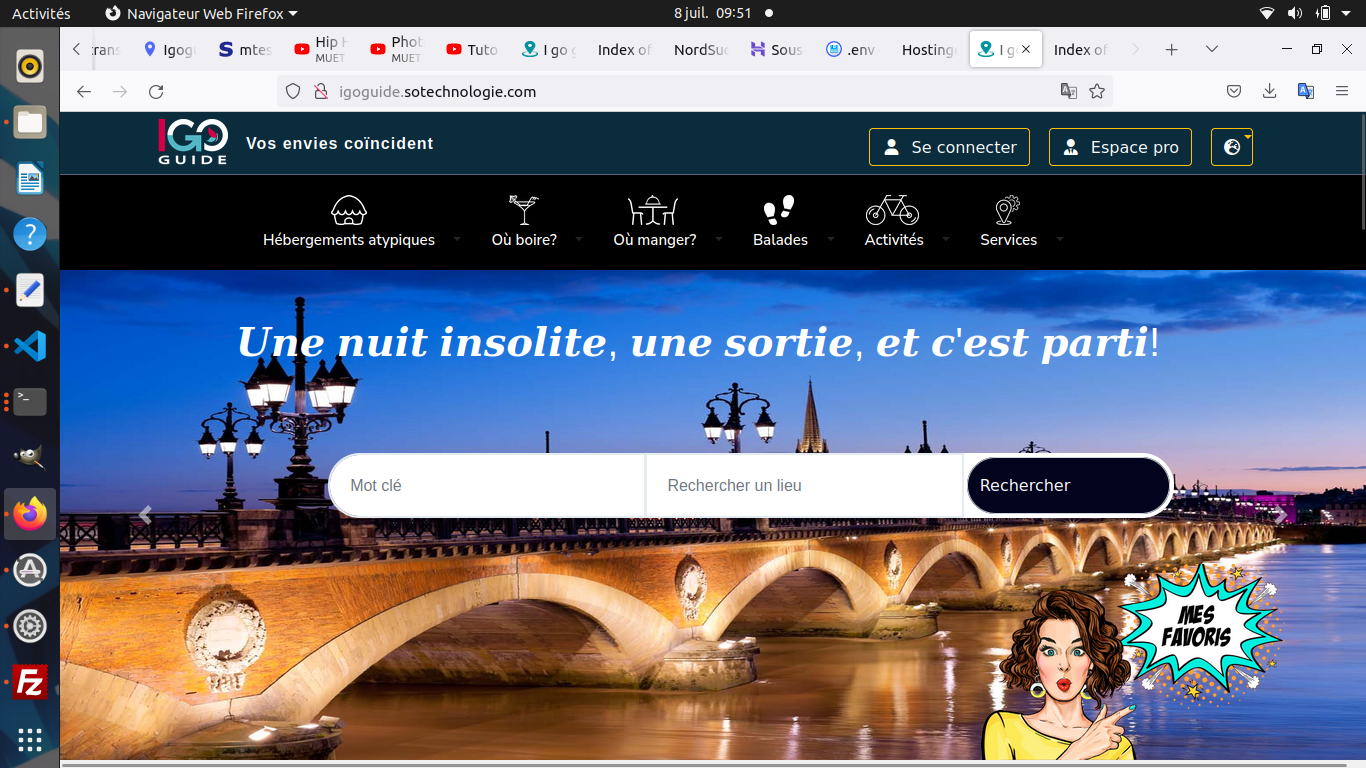 Activités
Navigateur Web Firefox
8 juil. 09:51
Igog
mtes
Hip H
MUET
Phot
MUET
Tuto
I go g
Index of
NordSud
Sous
.env
Hosting
I go
Index of
igoguide.sotechnologie.com
IGO
GUIDE
Vos envies coïncident
Se connecter
Espace pro
Hébergements atypiques
Où boire?
Où manger?
Balades
Activités
Services
Une nuit insolite, une sortie, et c'est parti!
Mot clé
Rechercher un lieu
Rechercher
MES
FAVORIS